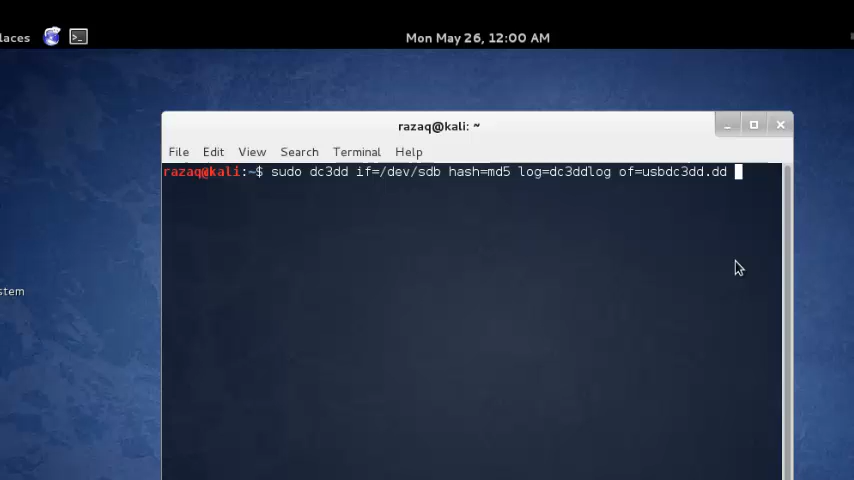 laces
Mon May 26, 12:00 AM
razaq@kali: ~
File Edit View Search Terminal Help
razaq@kali:~$ sudo dc3dd if=/dev/sdb hash=md5 log=dc3ddlog of=usbdc3dd.dd
stem